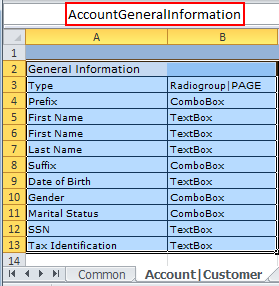 AccountGeneralInformation
A B
1
2 General Information
3 Type Radiogroup|PAGE
4 Prefix ComboBox
5 First Name TextBox
6 First Name TextBox
7 Last Name TextBox
8 Suffix ComboBox
9 Date of Birth TextBox
10 Gender ComboBox
11 Marital Status ComboBox
12 SSN TextBox
13 Tax Identification TextBox
14
Common Account|Customer